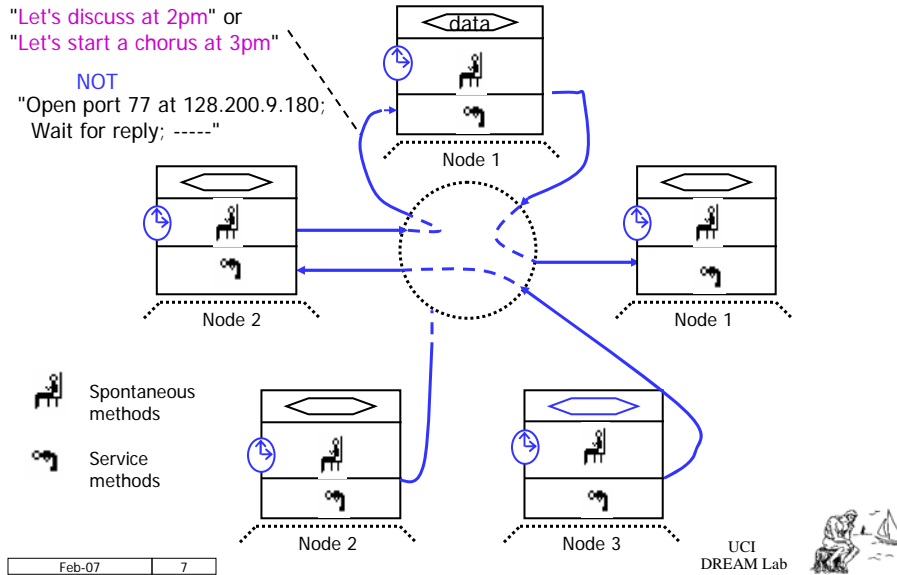 "Let's discuss at 2pm" or
"Let's start a chorus at 3pm"
NOT
"Open port 77 at 128.200.9.180;
Wait for reply; -----"
data
Node 1
Node 2
Node 1
Spontaneous
methods
Service
methods
Node 2
Node 3
Feb-07 7
UCI
DREAM Lab